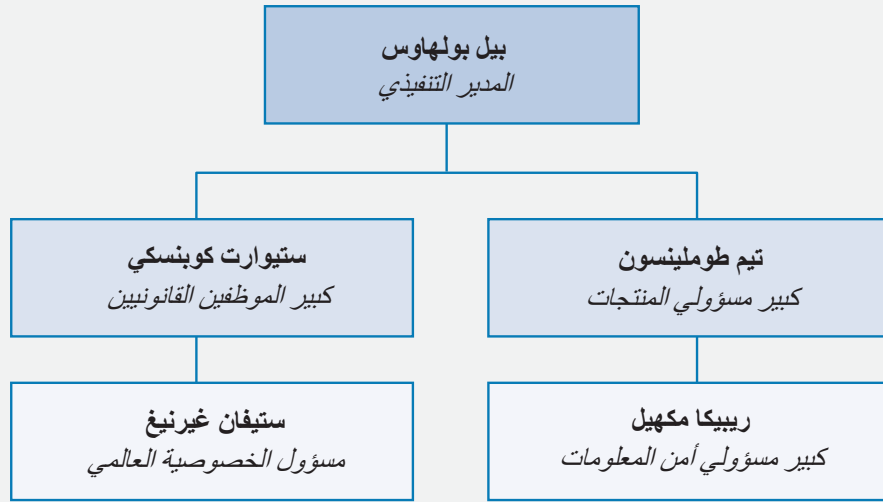 بيل بولهاوس
المدير التنفيذي
تيم طوملينسون
كبير مسؤولي المنتجات
ستيوارت كوبنسكي
كبير الموظفين القانونيين
ريبيكا مكهيل
كبير مسؤولي أمن المعلومات
ستيفان غيرنيغ
مسؤول الخصوصية العالمي